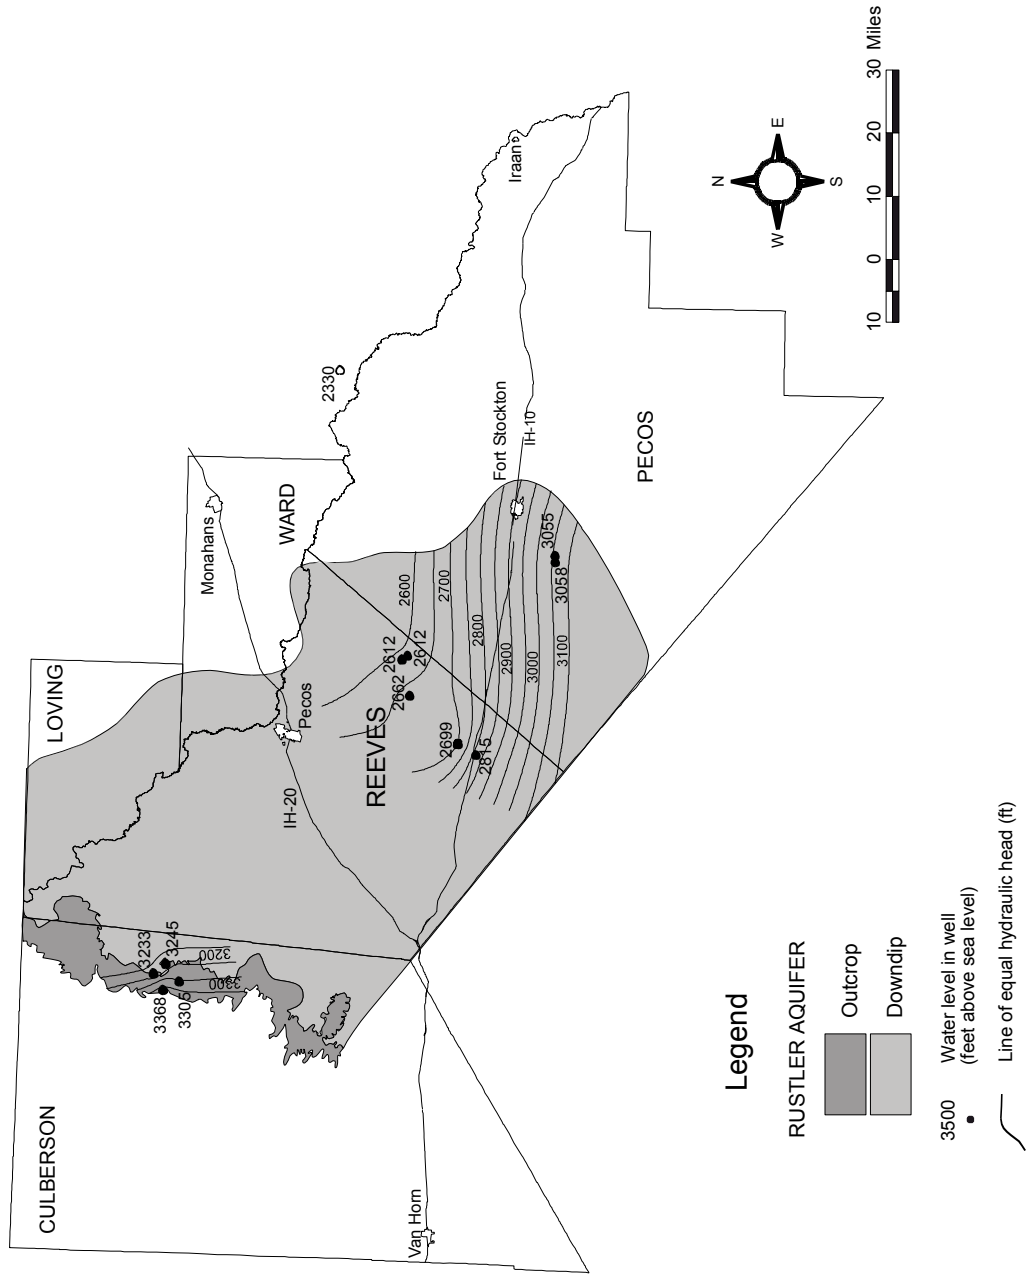 CULBERSON
LOVING
WARD
REEVES
PECOS
Monahans
Pecos
Fort Stockton
Iraan
Van Horn
IH-20
IH-10
3233
3245
3368
3305
3200
3300
2330
2600
2700
2800
2900
3000
3100
2612
2612
2662
2699
2815
3055
3058
N
E
S
W
10 0 10 20 30 Miles
Legend
RUSTLER AQUIFER
Outcrop
Downdip
3500 Water level in well
(feet above sea level)
Line of equal hydraulic head (ft)